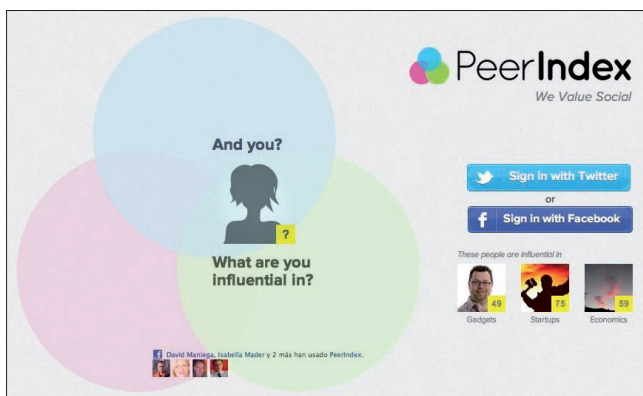 And you?
?
What are you
influential in?
David Maniega, Isabella Mader y 2 más han usado PeerIndex.
PeerIndex
We Value Social
Sign in with Twitter
or
f Sign in with Facebook
These people are influential in
49 75 59
Gadgets Startups Economics